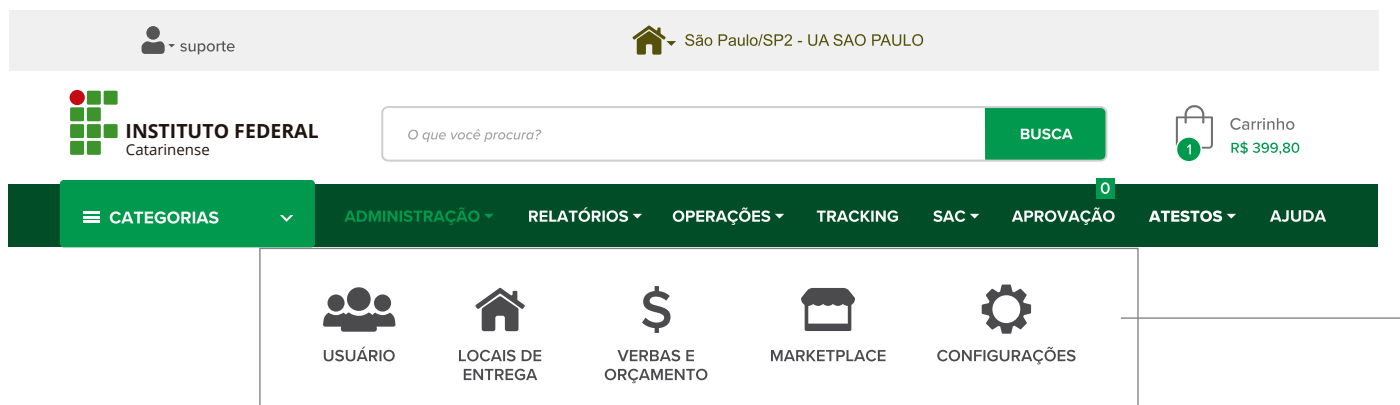 suporte
São Paulo/SP2 - UA SAO PAULO
INSTITUTO FEDERAL
Catarinense
O que você procura?
BUSCA
1
Carrinho
R$ 399,80
CATEGORIAS
ADMINISTRAÇÃO
RELATÓRIOS
OPERAÇÕES
TRACKING
SAC
0
APROVAÇÃO
ATESTOS
AJUDA
USUÁRIO
LOCAIS DE
ENTREGA
VERBAS E
ORÇAMENTO
MARKETPLACE
CONFIGURAÇÕES